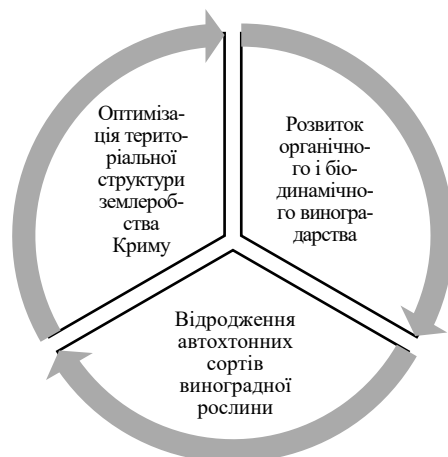 Оптиміза-
ція терито-
ріальної
структури
землероб-
ства
Криму
Розвиток
органічно-
го і біо-
динамічно-
го виногра-
дарства
Відродження
автохтонних
сортів
виноградної
рослини